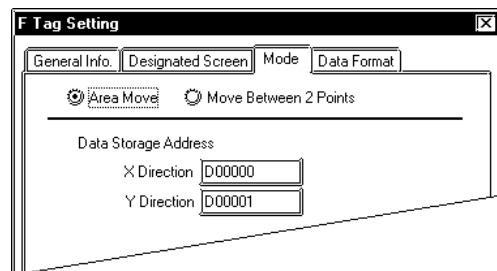 F Tag Setting
General Info. Designated Screen Mode Data Format
Area Move Move Between 2 Points
Data Storage Address
X Direction D00000
Y Direction D00001